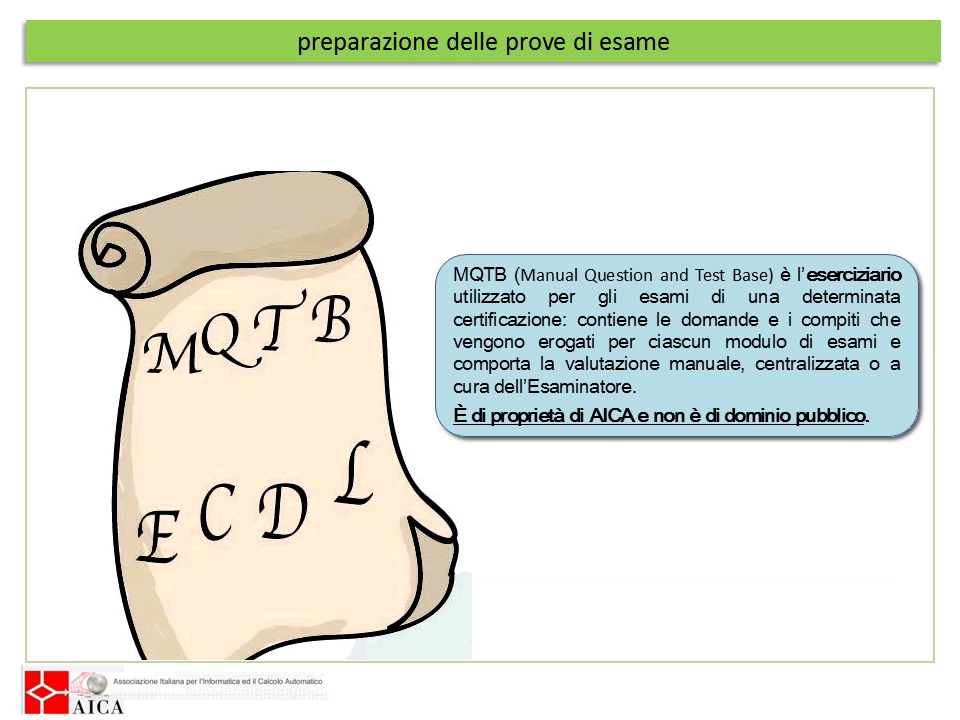 preparazione delle prove di esame
MQTB
ECDL
MQTB (Manual Question and Test Base) è l’eserciziario
utilizzato per gli esami di una determinata
certificazione: contiene le domande e i compiti che
vengono erogati per ciascun modulo di esami e
comporta la valutazione manuale, centralizzata o a
cura dell’Esaminatore.
È di proprietà di AICA e non è di dominio pubblico.
Associazione Italiana per l'Informatica ed il Calcolo Automatico
AICA